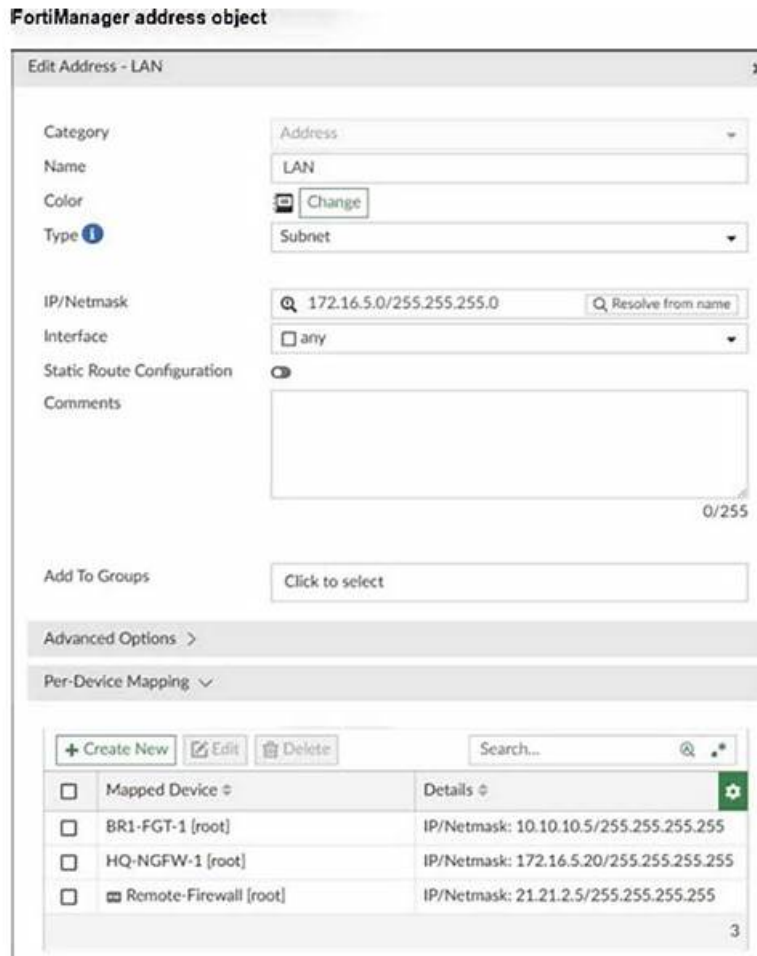 FortiManager address object
Edit Address - LAN
Category Address
Name LAN
Color Change
Type Subnet
IP/Netmask 172.16.5.0/255.255.255.0 Resolve from name
Interface any
Static Route Configuration
Comments
0/255
Add To Groups Click to select
Advanced Options >
Per-Device Mapping
+ Create New Edit Delete Search...
Mapped Device Details
BR1-FGT-1 [root] IP/Netmask: 10.10.10.5/255.255.255.255
HQ-NGFW-1 [root] IP/Netmask: 172.16.5.20/255.255.255.255
Remote-Firewall [root] IP/Netmask: 21.21.2.5/255.255.255.255
3